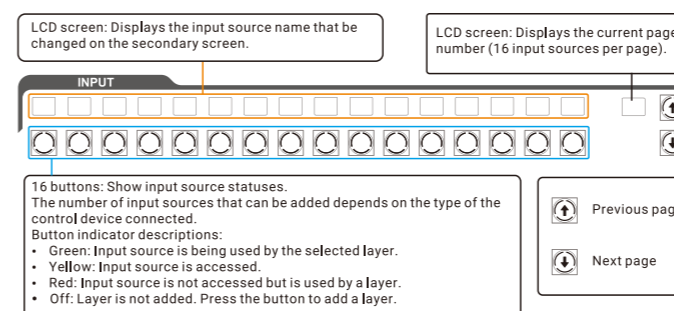 LCD screen: Displays the input source name that be
changed on the secondary screen.
LCD screen: Displays the current page
number (16 input sources per page).
INPUT
16 buttons: Show input source statuses.
The number of input sources that can be added depends on the type of the
control device connected.
Button indicator descriptions:
• Green: Input source is being used by the selected layer.
• Yellow: Input source is accessed.
• Red: Input source is not accessed but is used by a layer.
• Off: Layer is not added. Press the button to add a layer.
Previous pag
Next page